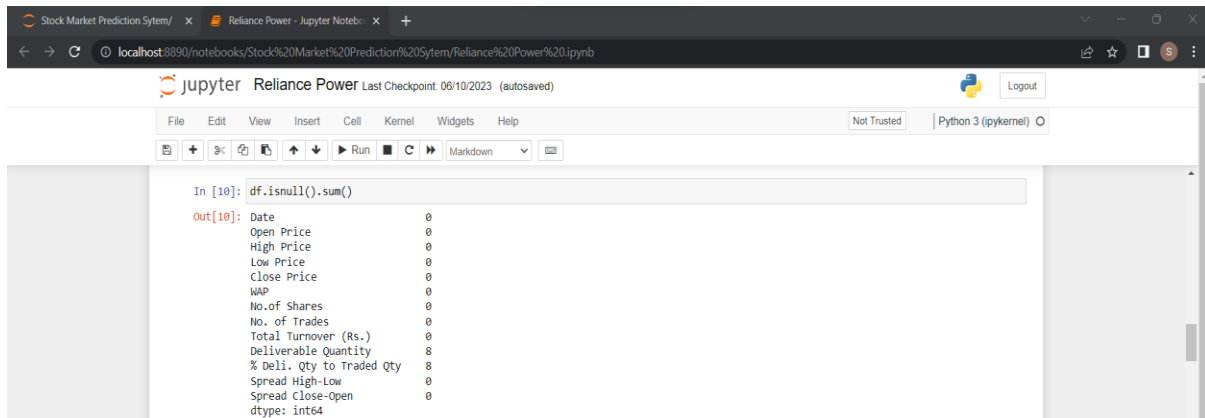 Stock Market Prediction Sytem/
Reliance Power - Jupyter Notebo
localhost:8890/notebooks/Stock%20Market%20Prediction%20Sytem/Reliance%20Power%20.ipynb
S
jupyter Reliance Power Last Checkpoint: 06/10/2023 (autosaved)
Logout
File Edit View Insert Cell Kernel Widgets Help
Not Trusted Python 3 (ipykernel)
Run Markdown
In [10]: df.isnull().sum()
Out[10]: Date 0
Open Price 0
High Price 0
Low Price 0
Close Price 0
WAP 0
No.of Shares 0
No. of Trades 0
Total Turnover (Rs.) 0
Deliverable Quantity 8
% Deli. Qty to Traded Qty 8
Spread High-Low 0
Spread Close-Open 0
dtype: int64